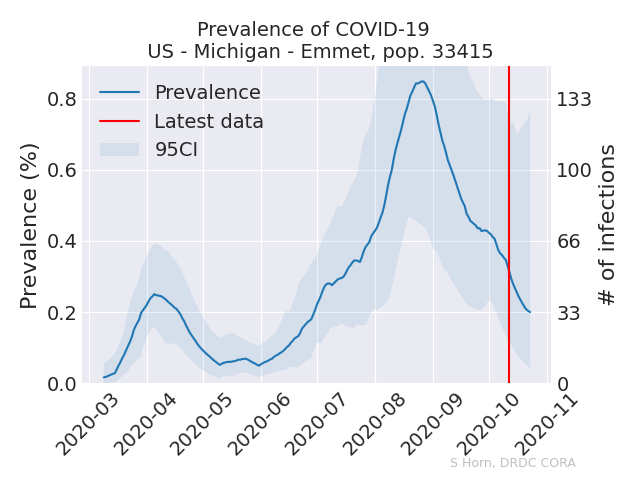 Prevalence of COVID-19
US - Michigan - Emmet, pop. 33415
Prevalence
Latest data
95CI
Prevalence (%)
0.8
0.6
0.4
0.2
0.0
133
100
66
33
0
# of infections
2020-03
2020-04
2020-05
2020-06
2020-07
2020-08
2020-09
2020-10
2020-11
S Horn, DRDC CORA